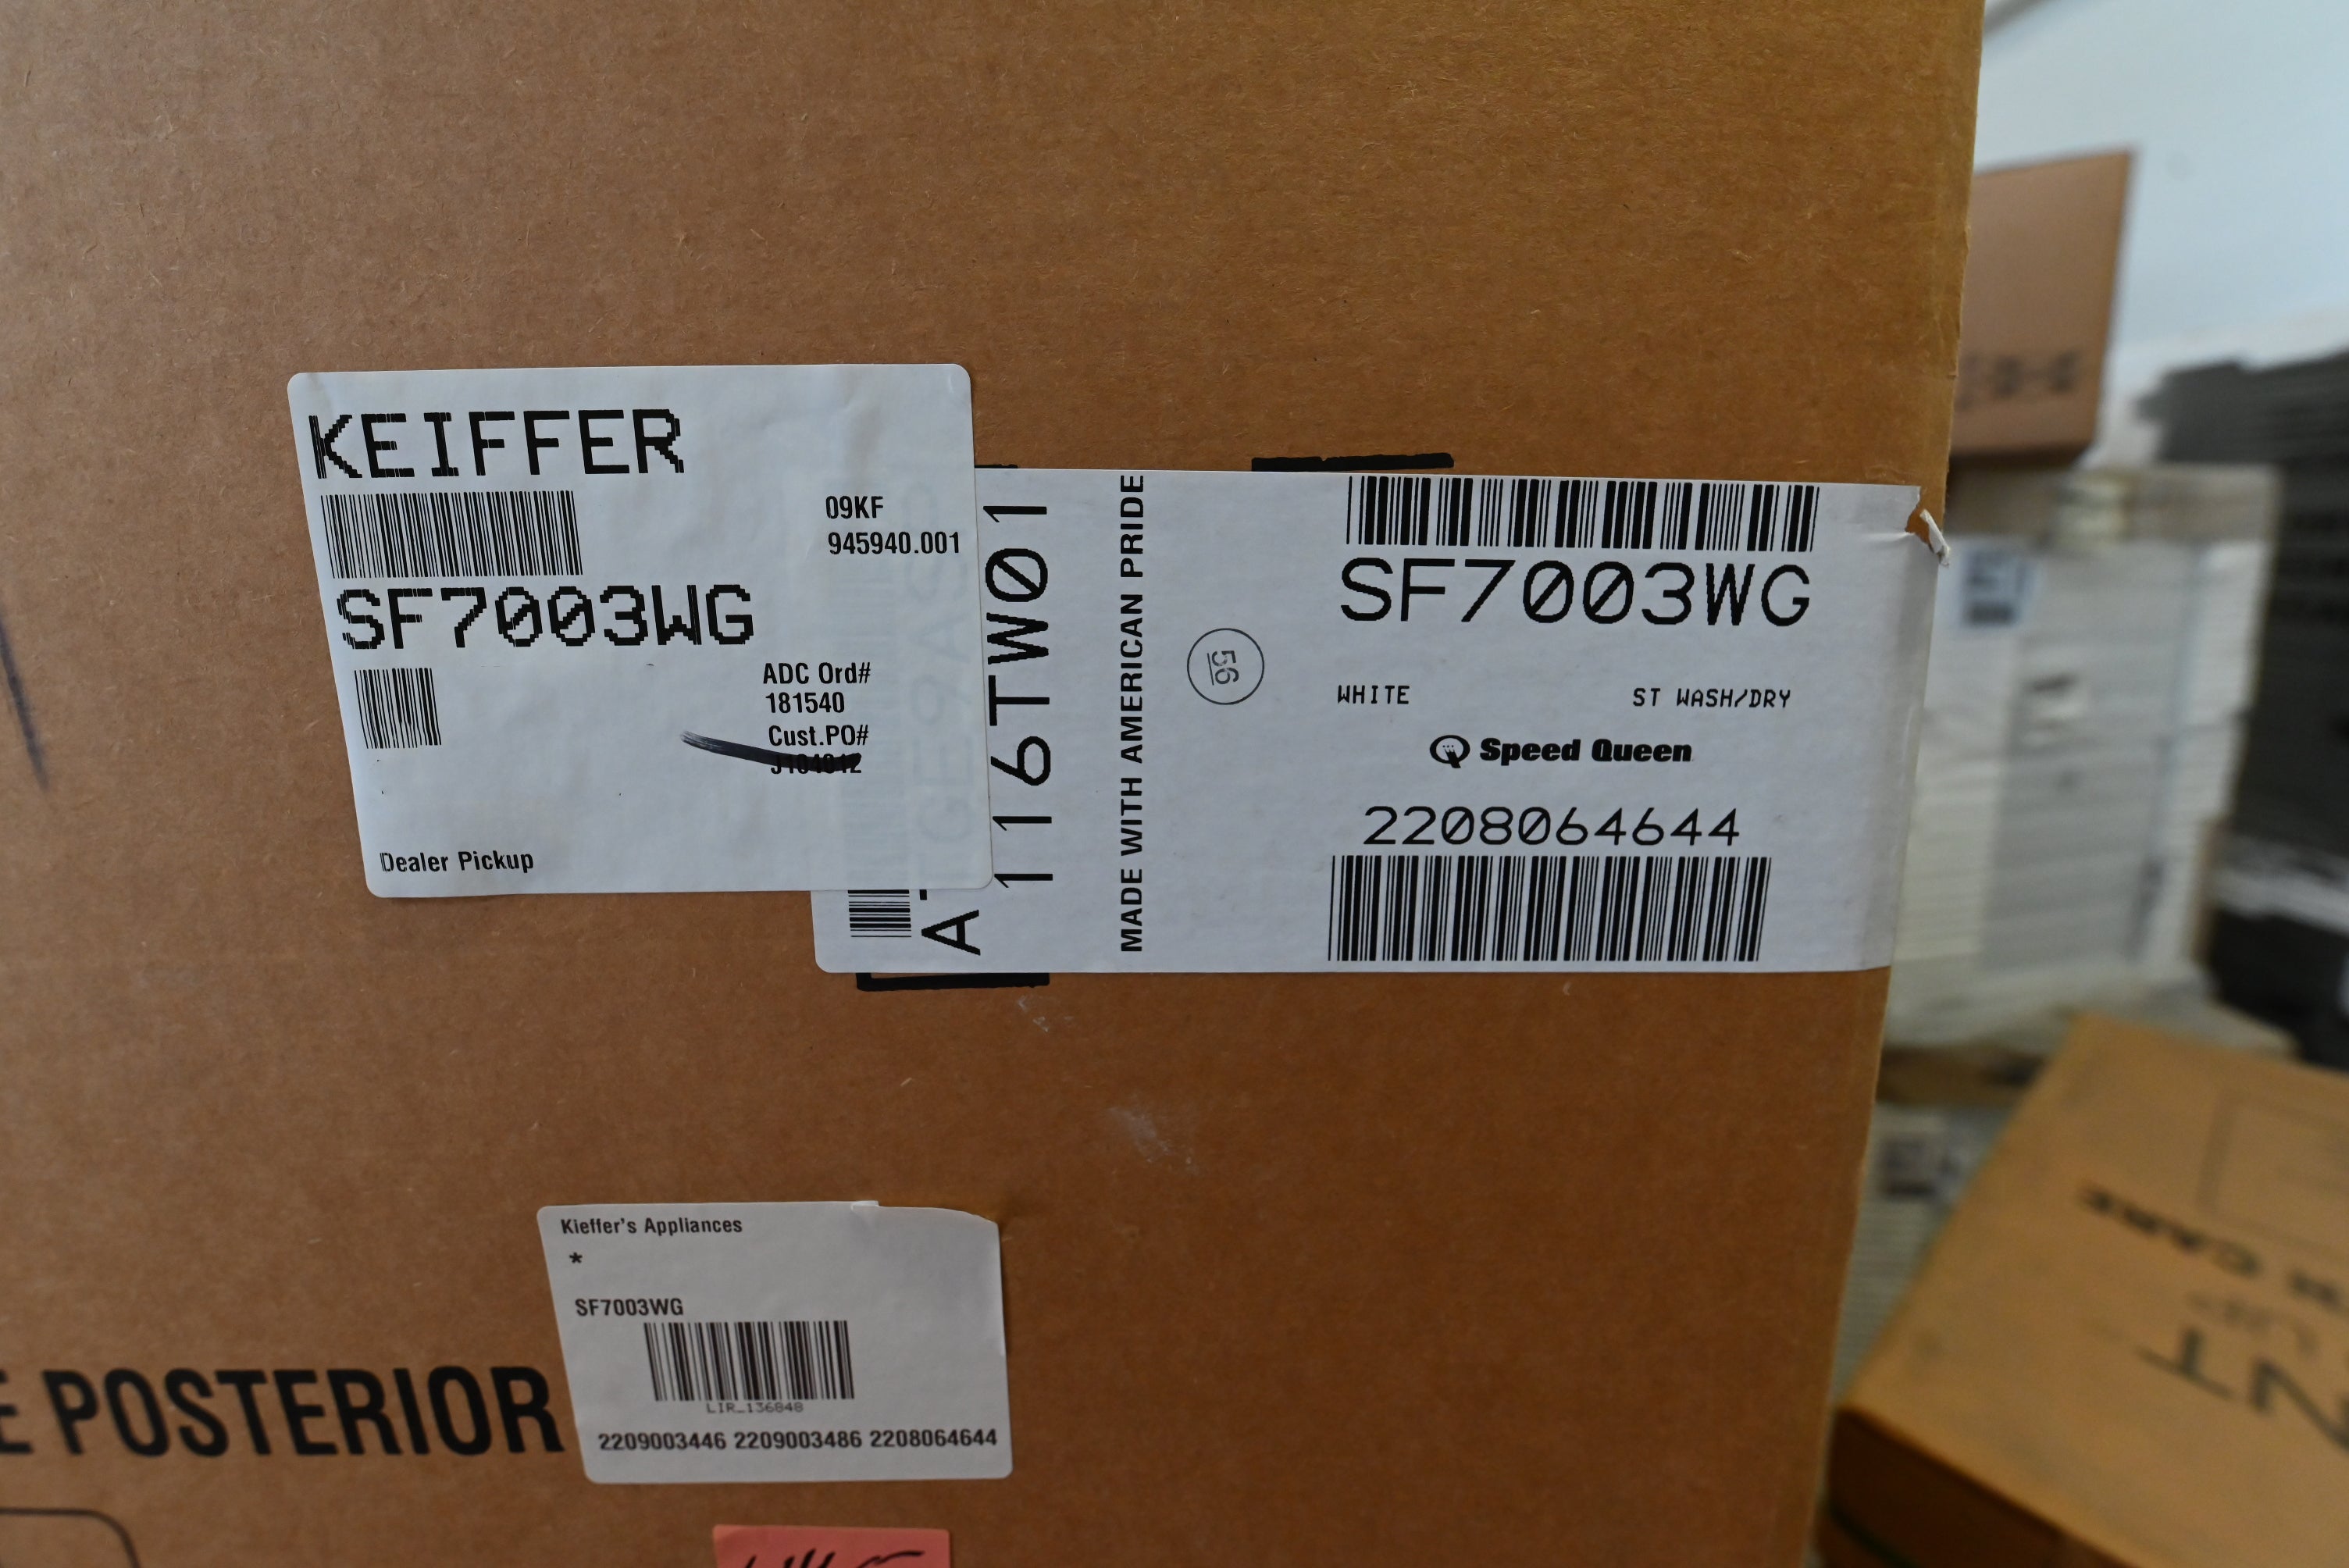 KEIFFER
09KF
945940.001
SF7003WG
ADC Ord#
181540
Cust.PO#
Dealer Pickup
116TW01
MADE WITH AMERICAN PRIDE
56
SF7003WG
WHITE ST WASH/DRY
Speed Queen
2208064644
Kieffer's Appliances
*
SF7003WG
LIR_136848
2209003446 2209003486 2208064644
POSTERIOR